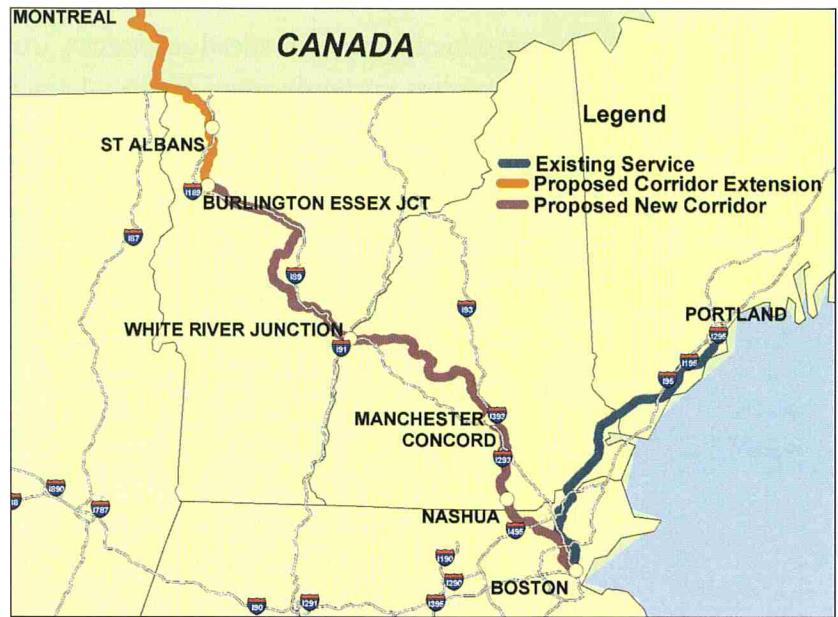 MONTREAL
CANADA
Legend
ST ALBANS
Existing Service
Proposed Corridor Extension
I189
BURLINGTON ESSEX JCT
Proposed New Corridor
I87
I89
I93
PORTLAND
WHITE RIVER JUNCTION
I295
I91
I195
I95
MANCHESTER
I393
CONCORD
I293
I890
I787
NASHUA
I495
I190
I290
BOSTON
I90
I291
I395